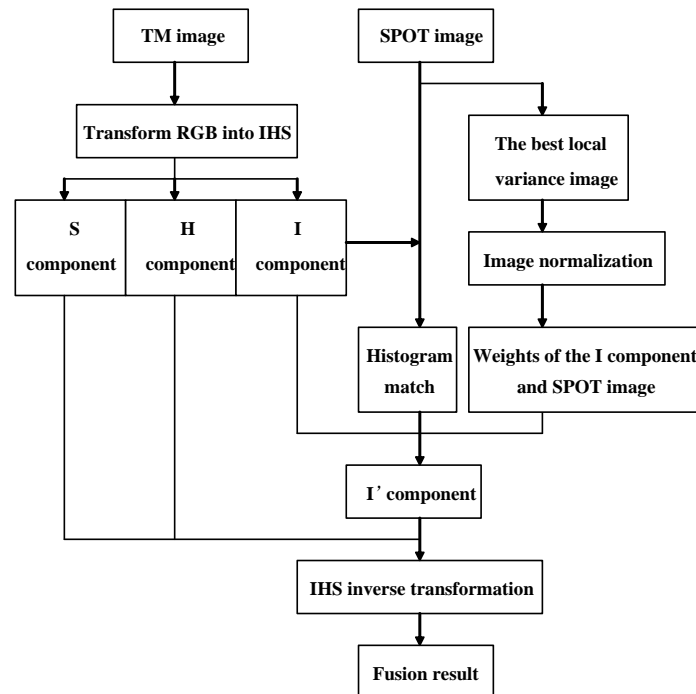 TM image
SPOT image
Transform RGB into IHS
The best local
variance image
S
component
H
component
I
component
Image normalization
Histogram
match
Weights of the I component
and SPOT image
I’ component
IHS inverse transformation
Fusion result